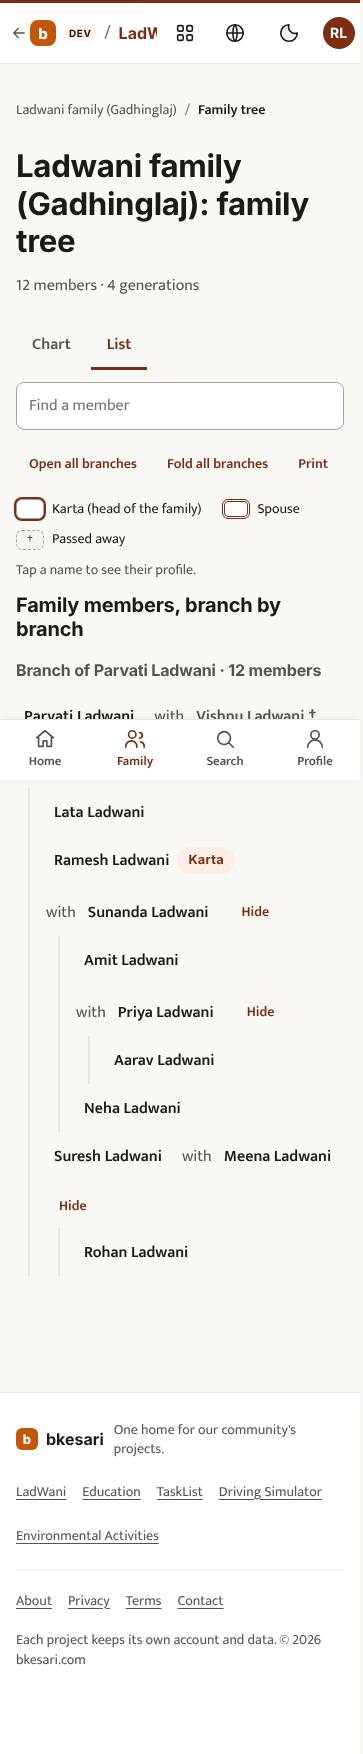 b DEV / LadW RL
Ladwani family (Gadhinglaj) / Family tree
Ladwani family
(Gadhinglaj): family
tree
12 members · 4 generations
Chart List
Find a member
Open all branches Fold all branches Print
Karta (head of the family) Spouse
† Passed away
Tap a name to see their profile.
Family members, branch by
branch
Branch of Parvati Ladwani · 12 members
Parvati Ladwani with Vishnu Ladwani †
Home Family Search Profile
Lata Ladwani
Ramesh Ladwani Karta
with Sunanda Ladwani Hide
Amit Ladwani
with Priya Ladwani Hide
Aarav Ladwani
Neha Ladwani
Suresh Ladwani with Meena Ladwani
Hide
Rohan Ladwani
b bkesari One home for our community's
projects.
LadWani Education TaskList Driving Simulator
Environmental Activities
About Privacy Terms Contact
Each project keeps its own account and data. © 2026
bkesari.com